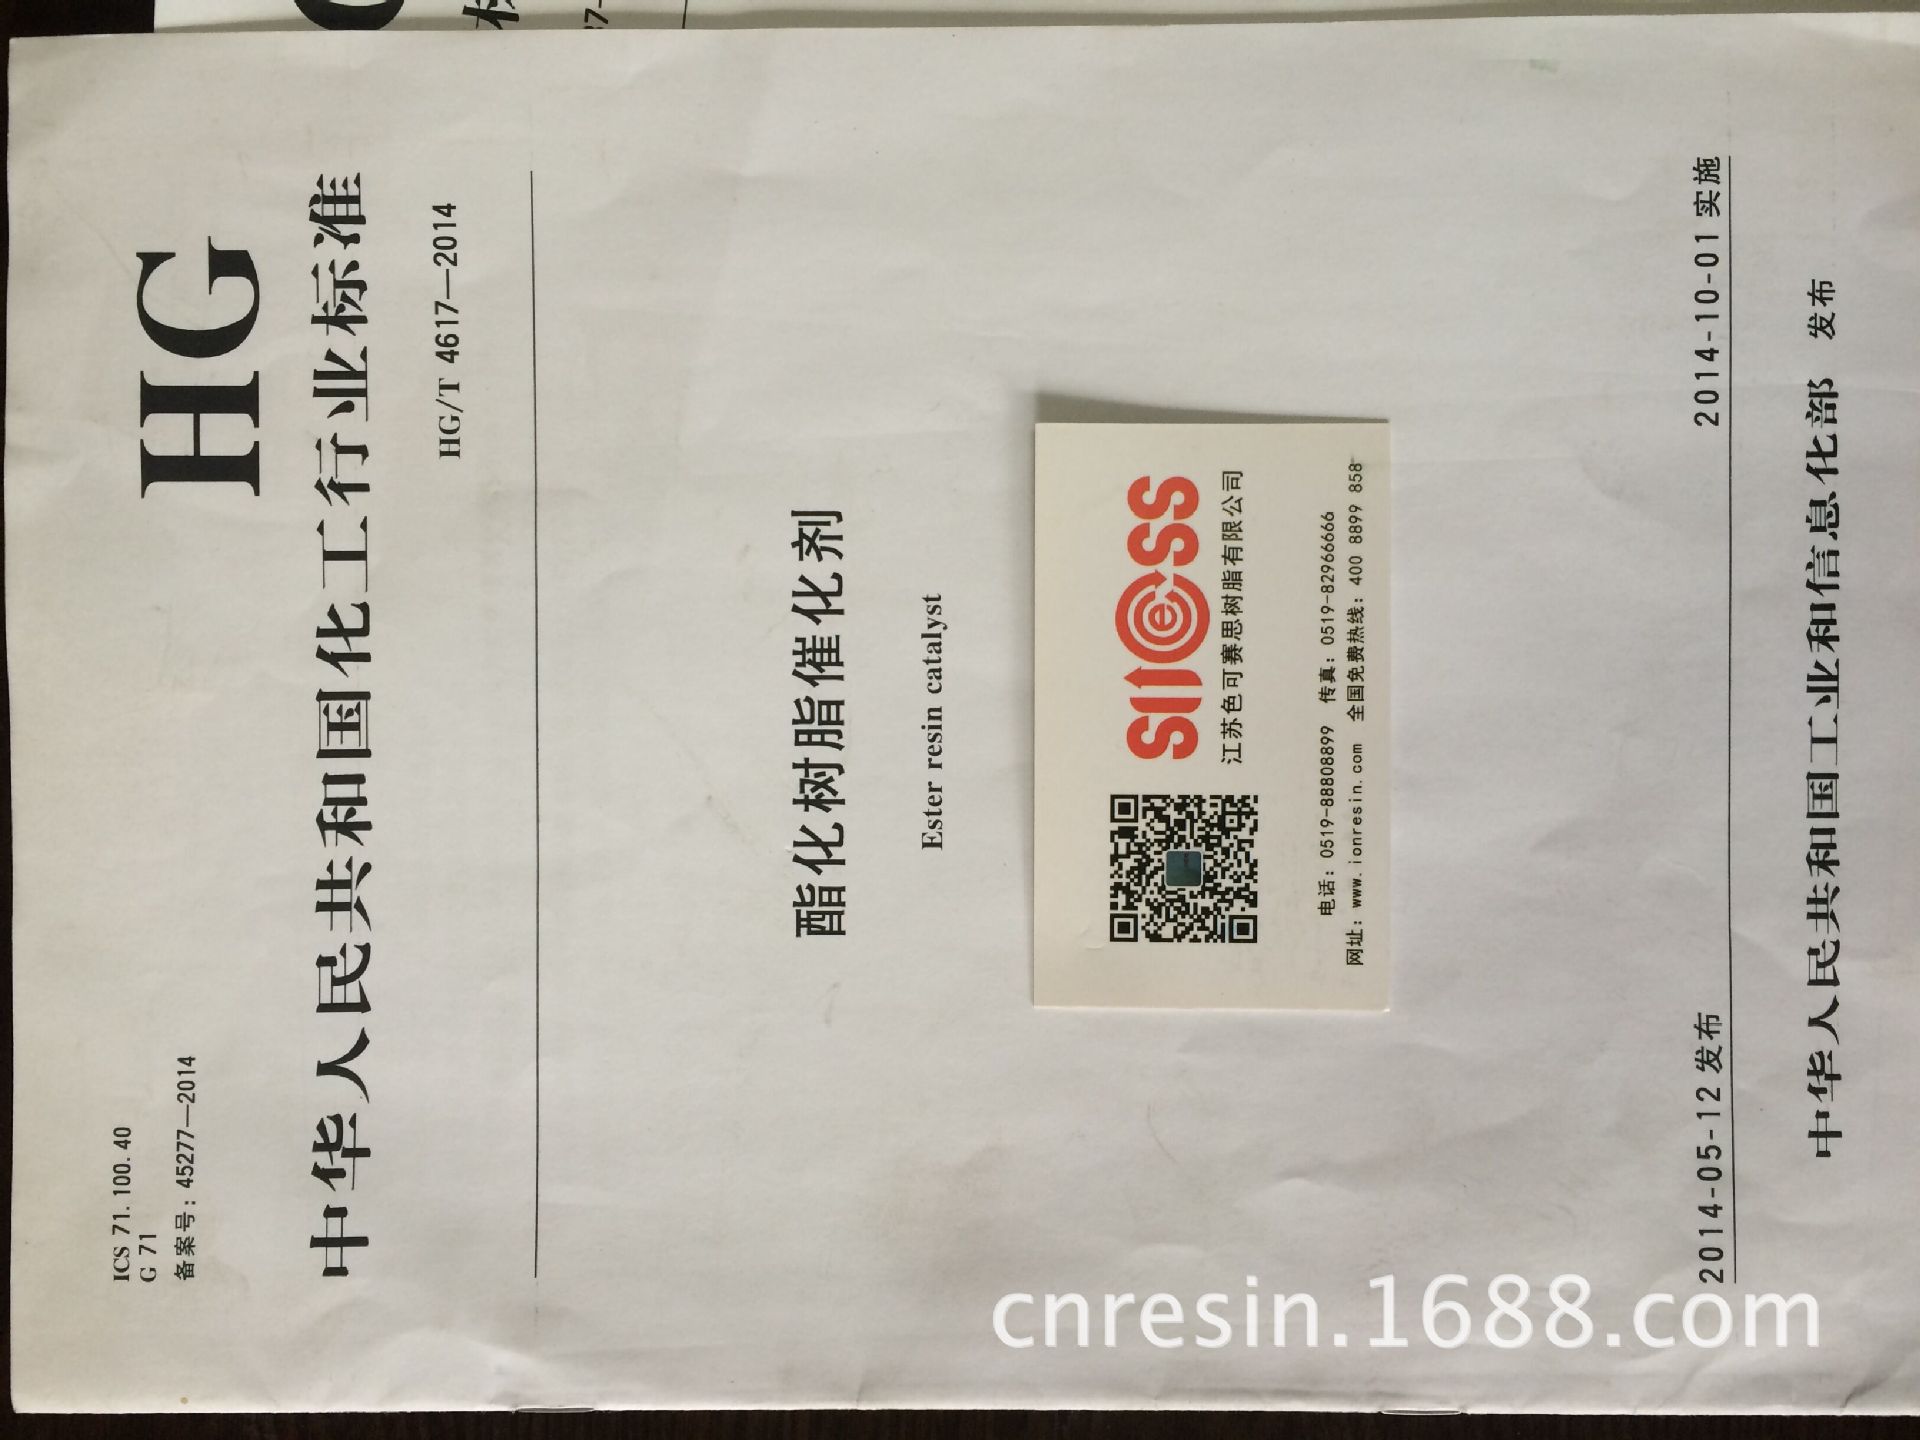 ICS 71.100.40
G 71
备案号:45277—2014
HG
中华人民共和国化工行业标准
HG/T 4617—2014
酯化树脂催化剂
Ester resin catalyst
江苏色可赛思树脂有限公司
电话:0519-88808899 传真:0519-82966666
网址:www.ionresin.com 全国免费热线:400 8899 858
2014-05-12 发布
2014-10-01 实施
中华人民共和国工业和信息化部 发布
cnresin.1688.com